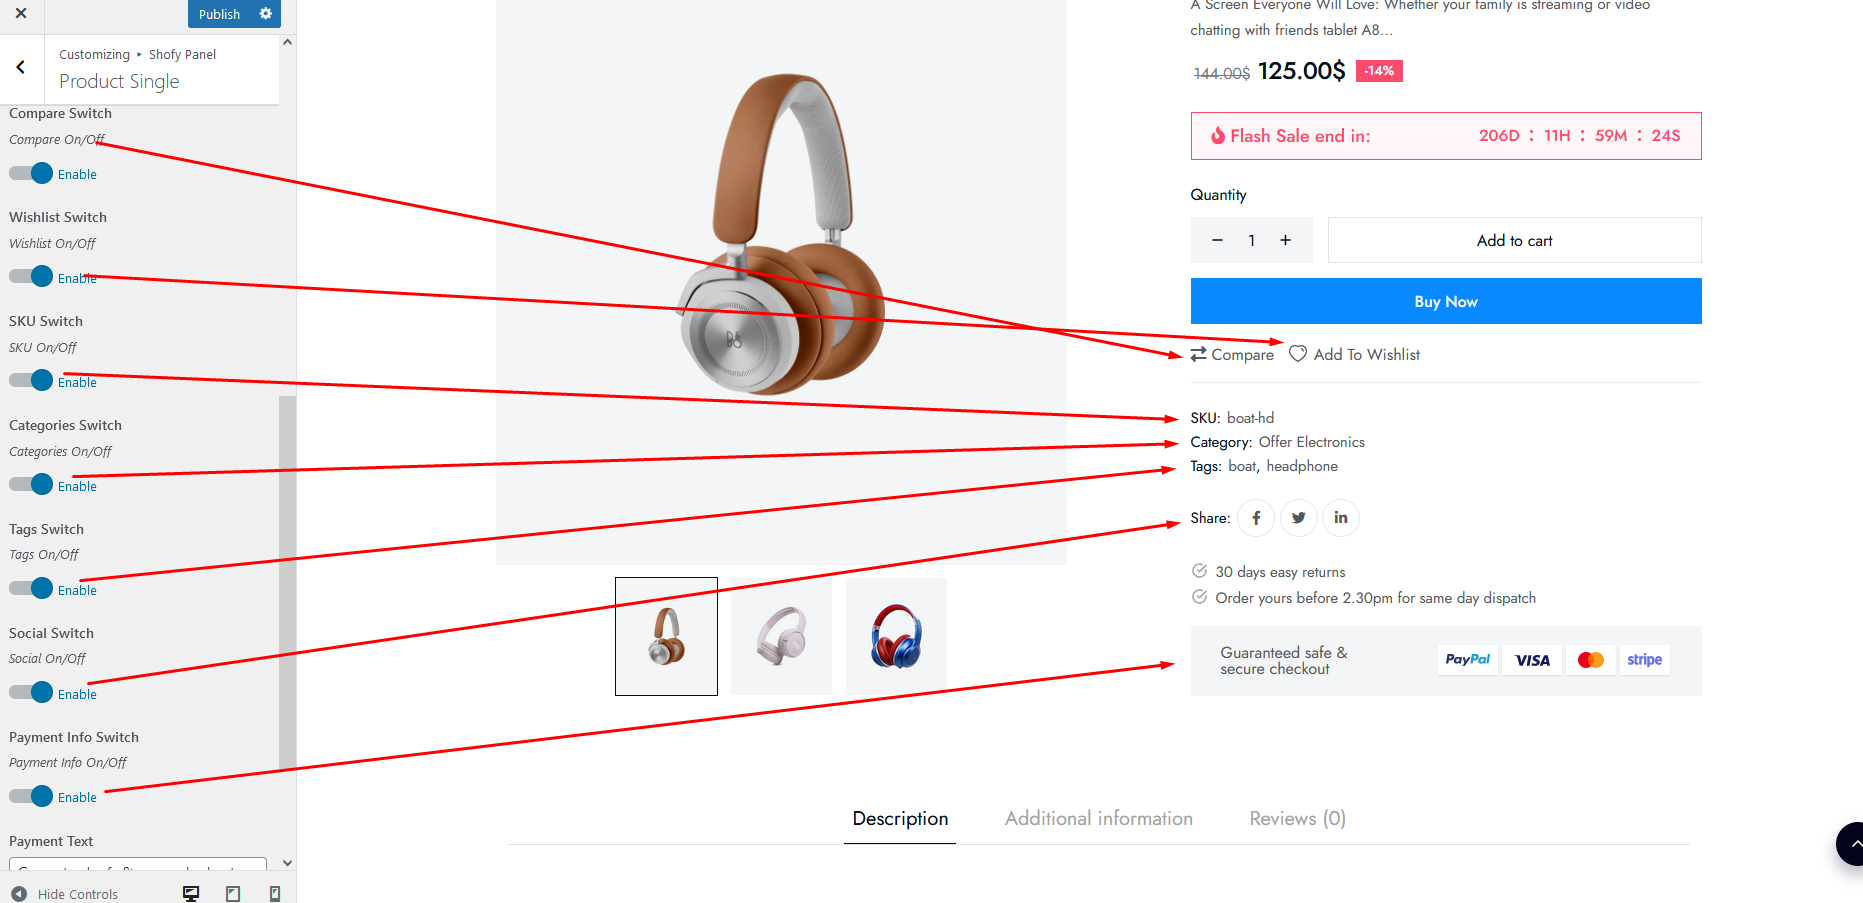 Publish
Customizing ▸ Shofy Panel
Product Single
Compare Switch
Compare On/Off
Enable
Wishlist Switch
Wishlist On/Off
Enable
SKU Switch
SKU On/Off
Enable
Categories Switch
Categories On/Off
Enable
Tags Switch
Tags On/Off
Enable
Social Switch
Social On/Off
Enable
Payment Info Switch
Payment Info On/Off
Enable
Payment Text
Hide Controls
A Screen Everyone Will Love: Whether your family is streaming or video
chatting with friends tablet A8...
144.00$ 125.00$ -14%
Flash Sale end in: 206D : 11H : 59M : 24S
Quantity
− 1 + Add to cart
Buy Now
Compare Add To Wishlist
SKU: boat-hd
Category: Offer Electronics
Tags: boat, headphone
Share:
30 days easy returns
Order yours before 2.30pm for same day dispatch
Guaranteed safe &
secure checkout
PayPal VISA stripe
Description Additional information Reviews (0)